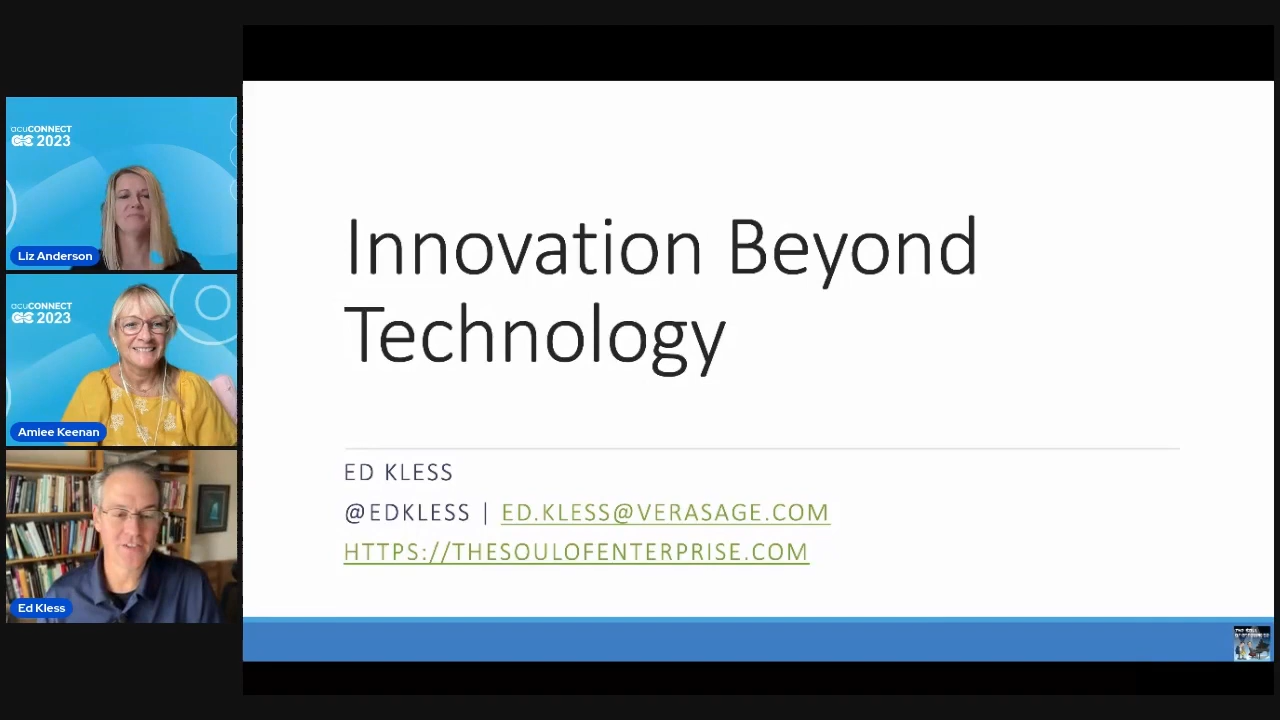 acuCONNECT
2023
Liz Anderson
acuCONNECT
2023
Amiee Keenan
Ed Kless
Innovation Beyond
Technology
ED KLESS
@EDKLESS | ED.KLESS@VERASAGE.COM
HTTPS://THESOULOFENTERPRISE.COM